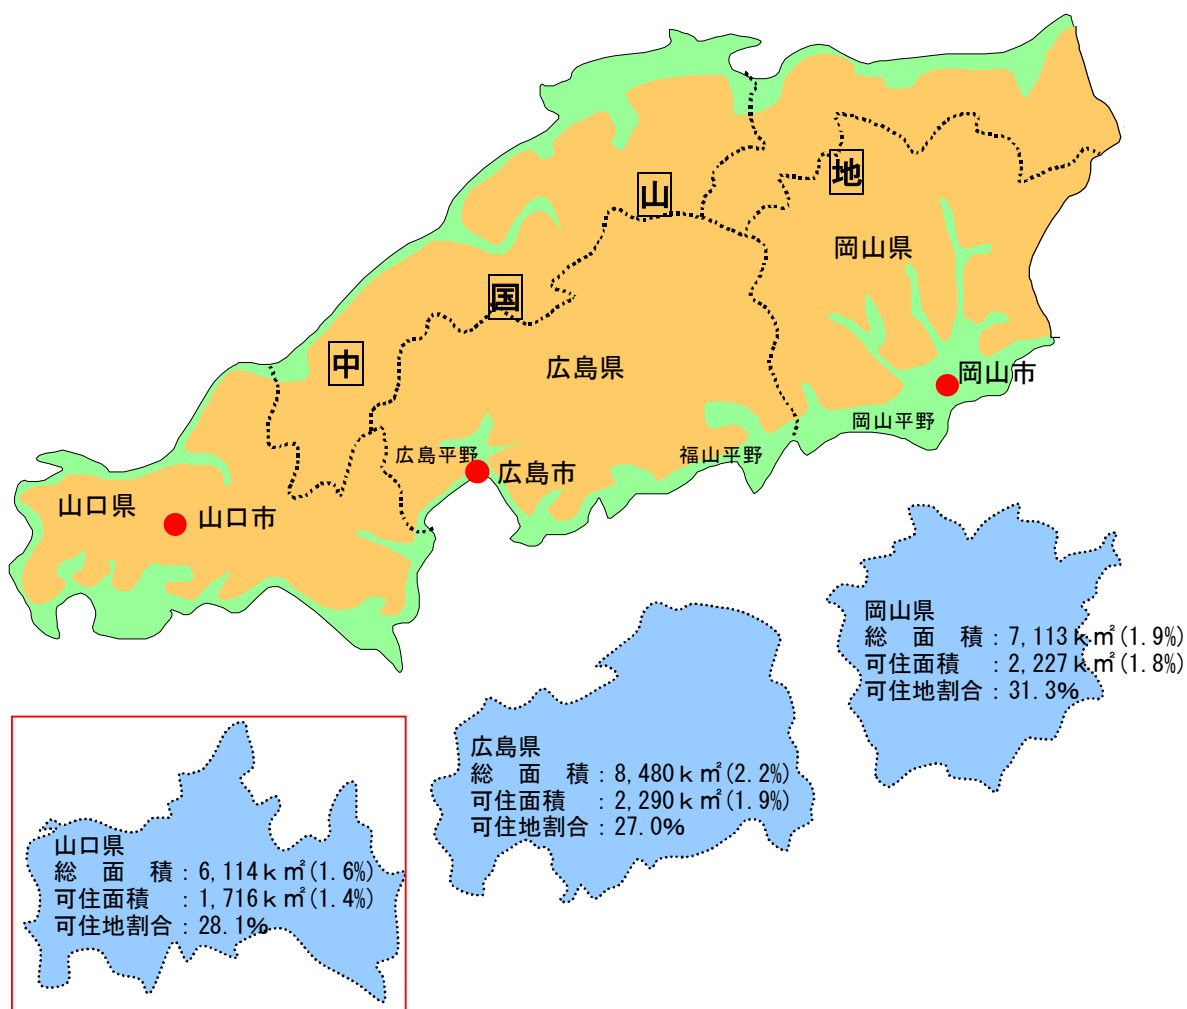 中
国
山
地
岡山県
広島県
岡山市
岡山平野
広島平野
福山平野
広島市
山口県
山口市
岡山県
総　面　積：7,113ｋ㎡(1.9%)
可住面積　：2,227ｋ㎡(1.8%)
可住地割合：31.3%
広島県
総　面　積：8,480ｋ㎡(2.2%)
可住面積　：2,290ｋ㎡(1.9%)
可住地割合：27.0%
山口県
総　面　積：6,114ｋ㎡(1.6%)
可住面積　：1,716ｋ㎡(1.4%)
可住地割合：28.1%